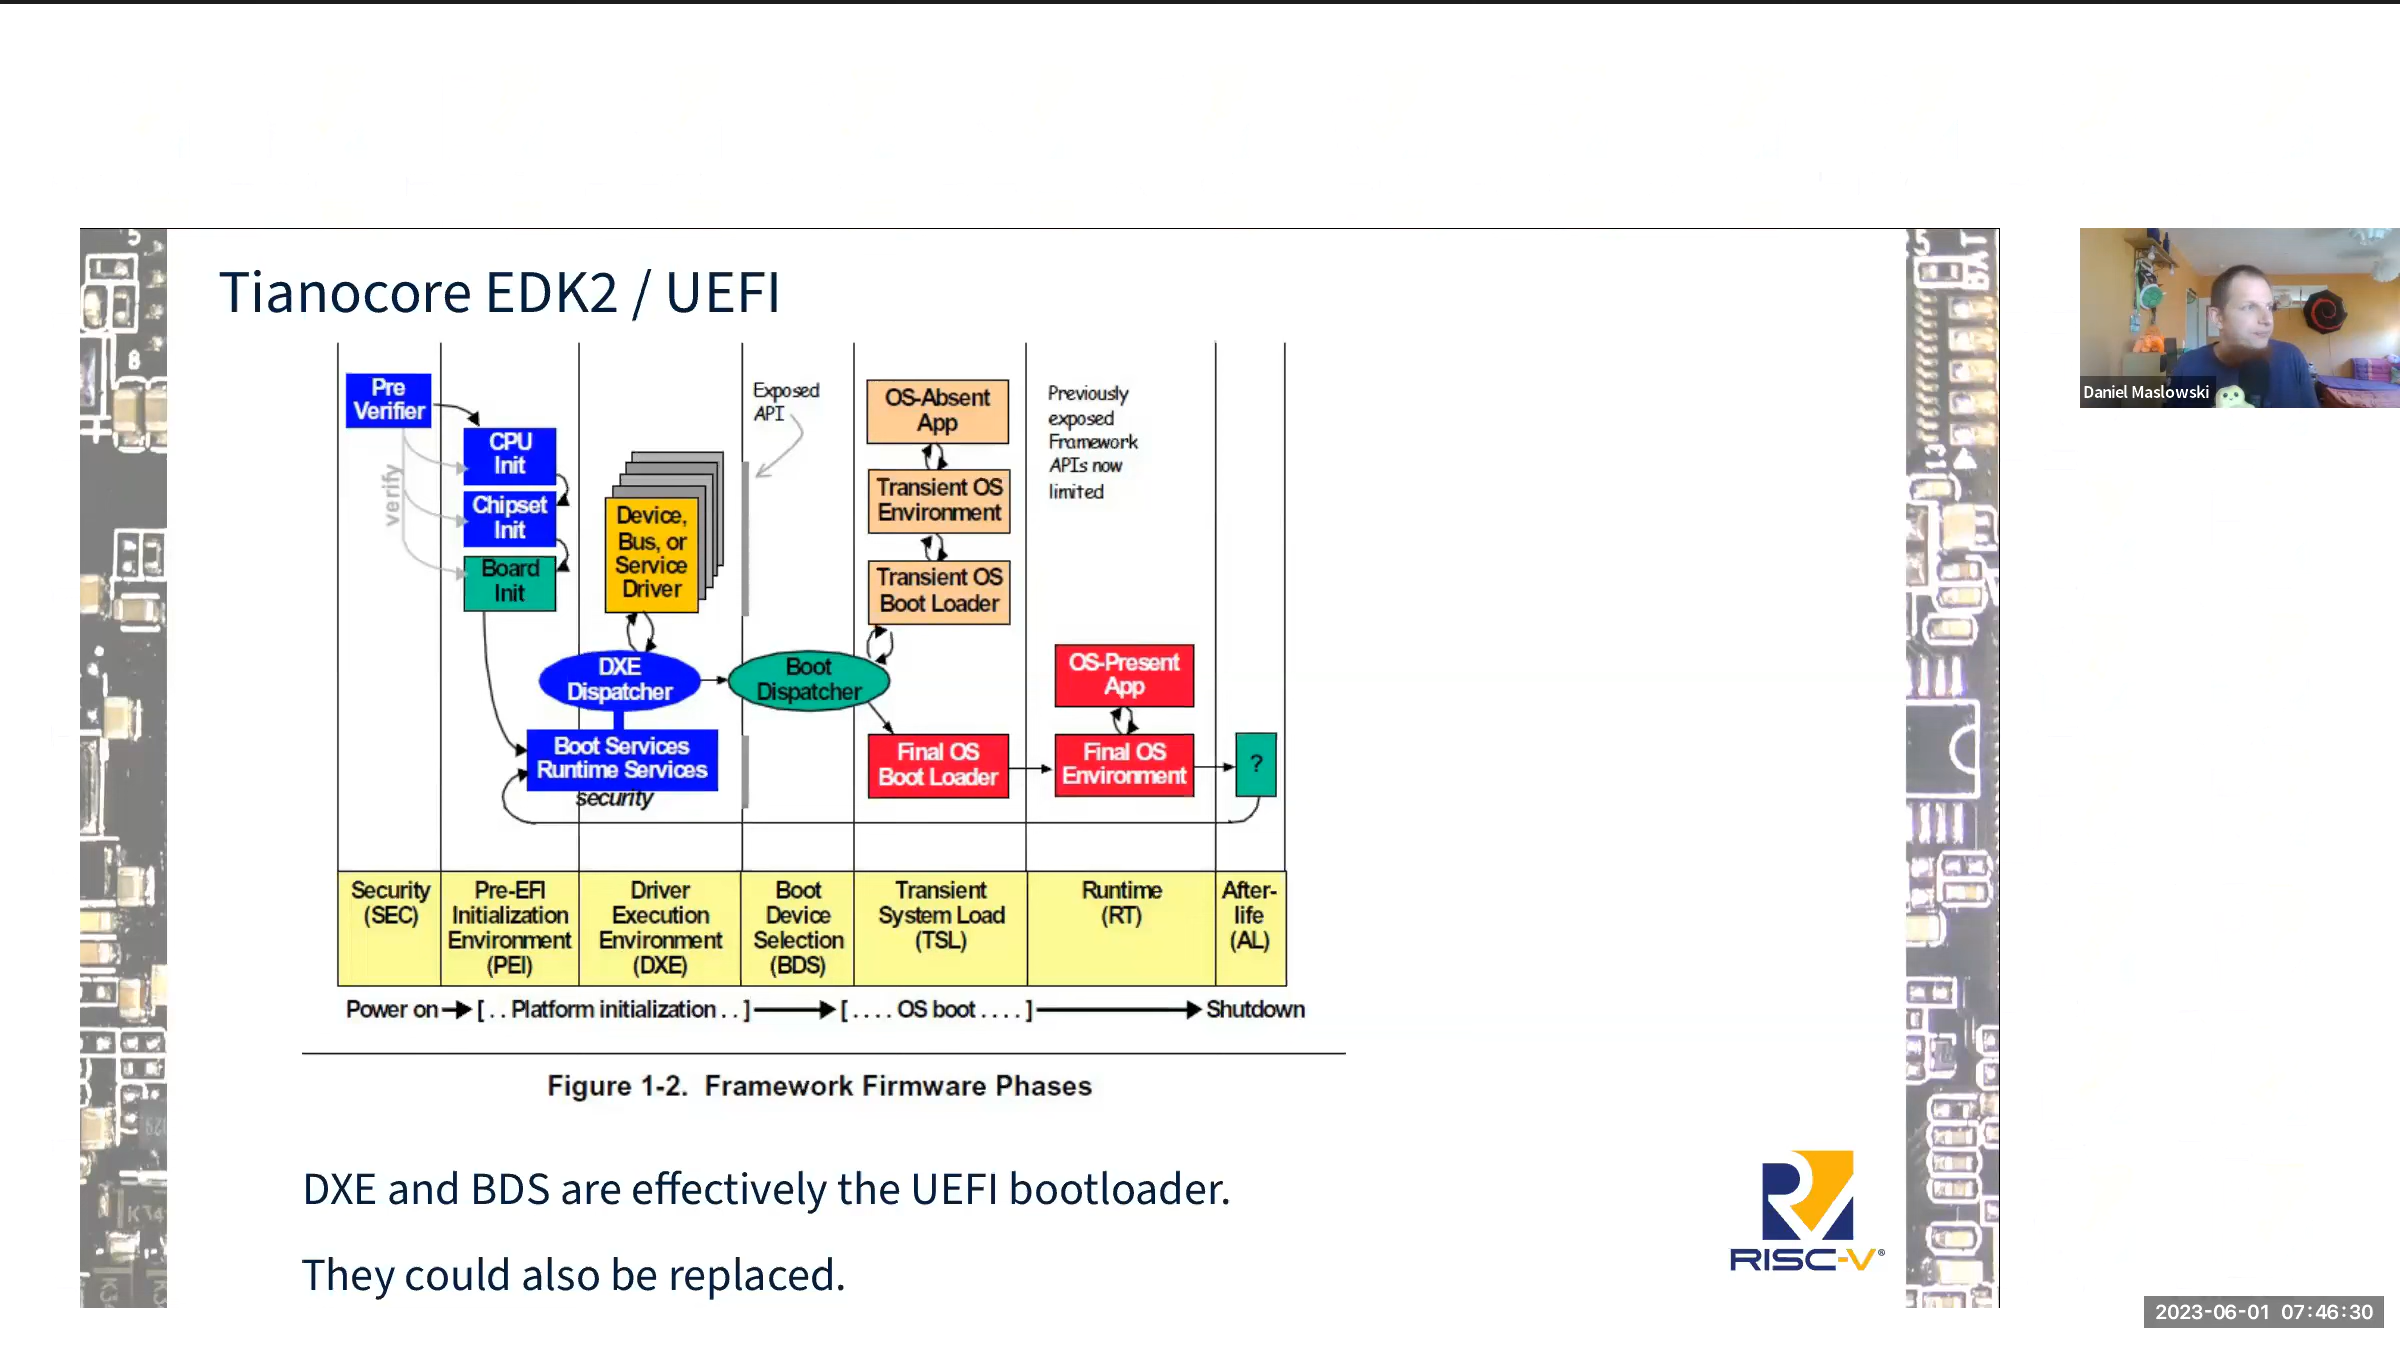 Tianocore EDK2 / UEFI
Pre
Verifier
verify
CPU
Init
Chipset
Init
Board
Init
Device,
Bus, or
Service
Driver
DXE
Dispatcher
Boot Services
Runtime Services
security
Exposed
API
Boot
Dispatcher
OS-Absent
App
Transient OS
Environment
Transient OS
Boot Loader
Final OS
Boot Loader
Previously
exposed
Framework
APIs now
limited
OS-Present
App
Final OS
Environment
?
Security
(SEC)
Pre-EFI
Initialization
Environment
(PEI)
Driver
Execution
Environment
(DXE)
Boot
Device
Selection
(BDS)
Transient
System Load
(TSL)
Runtime
(RT)
After-
life
(AL)
Power on [ . . Platform initialization . . ] [ . . . . OS boot . . . . ] Shutdown
Figure 1-2. Framework Firmware Phases
DXE and BDS are effectively the UEFI bootloader.
They could also be replaced.
RISC-V®
Daniel Maslowski
2023-06-01 07:46:30